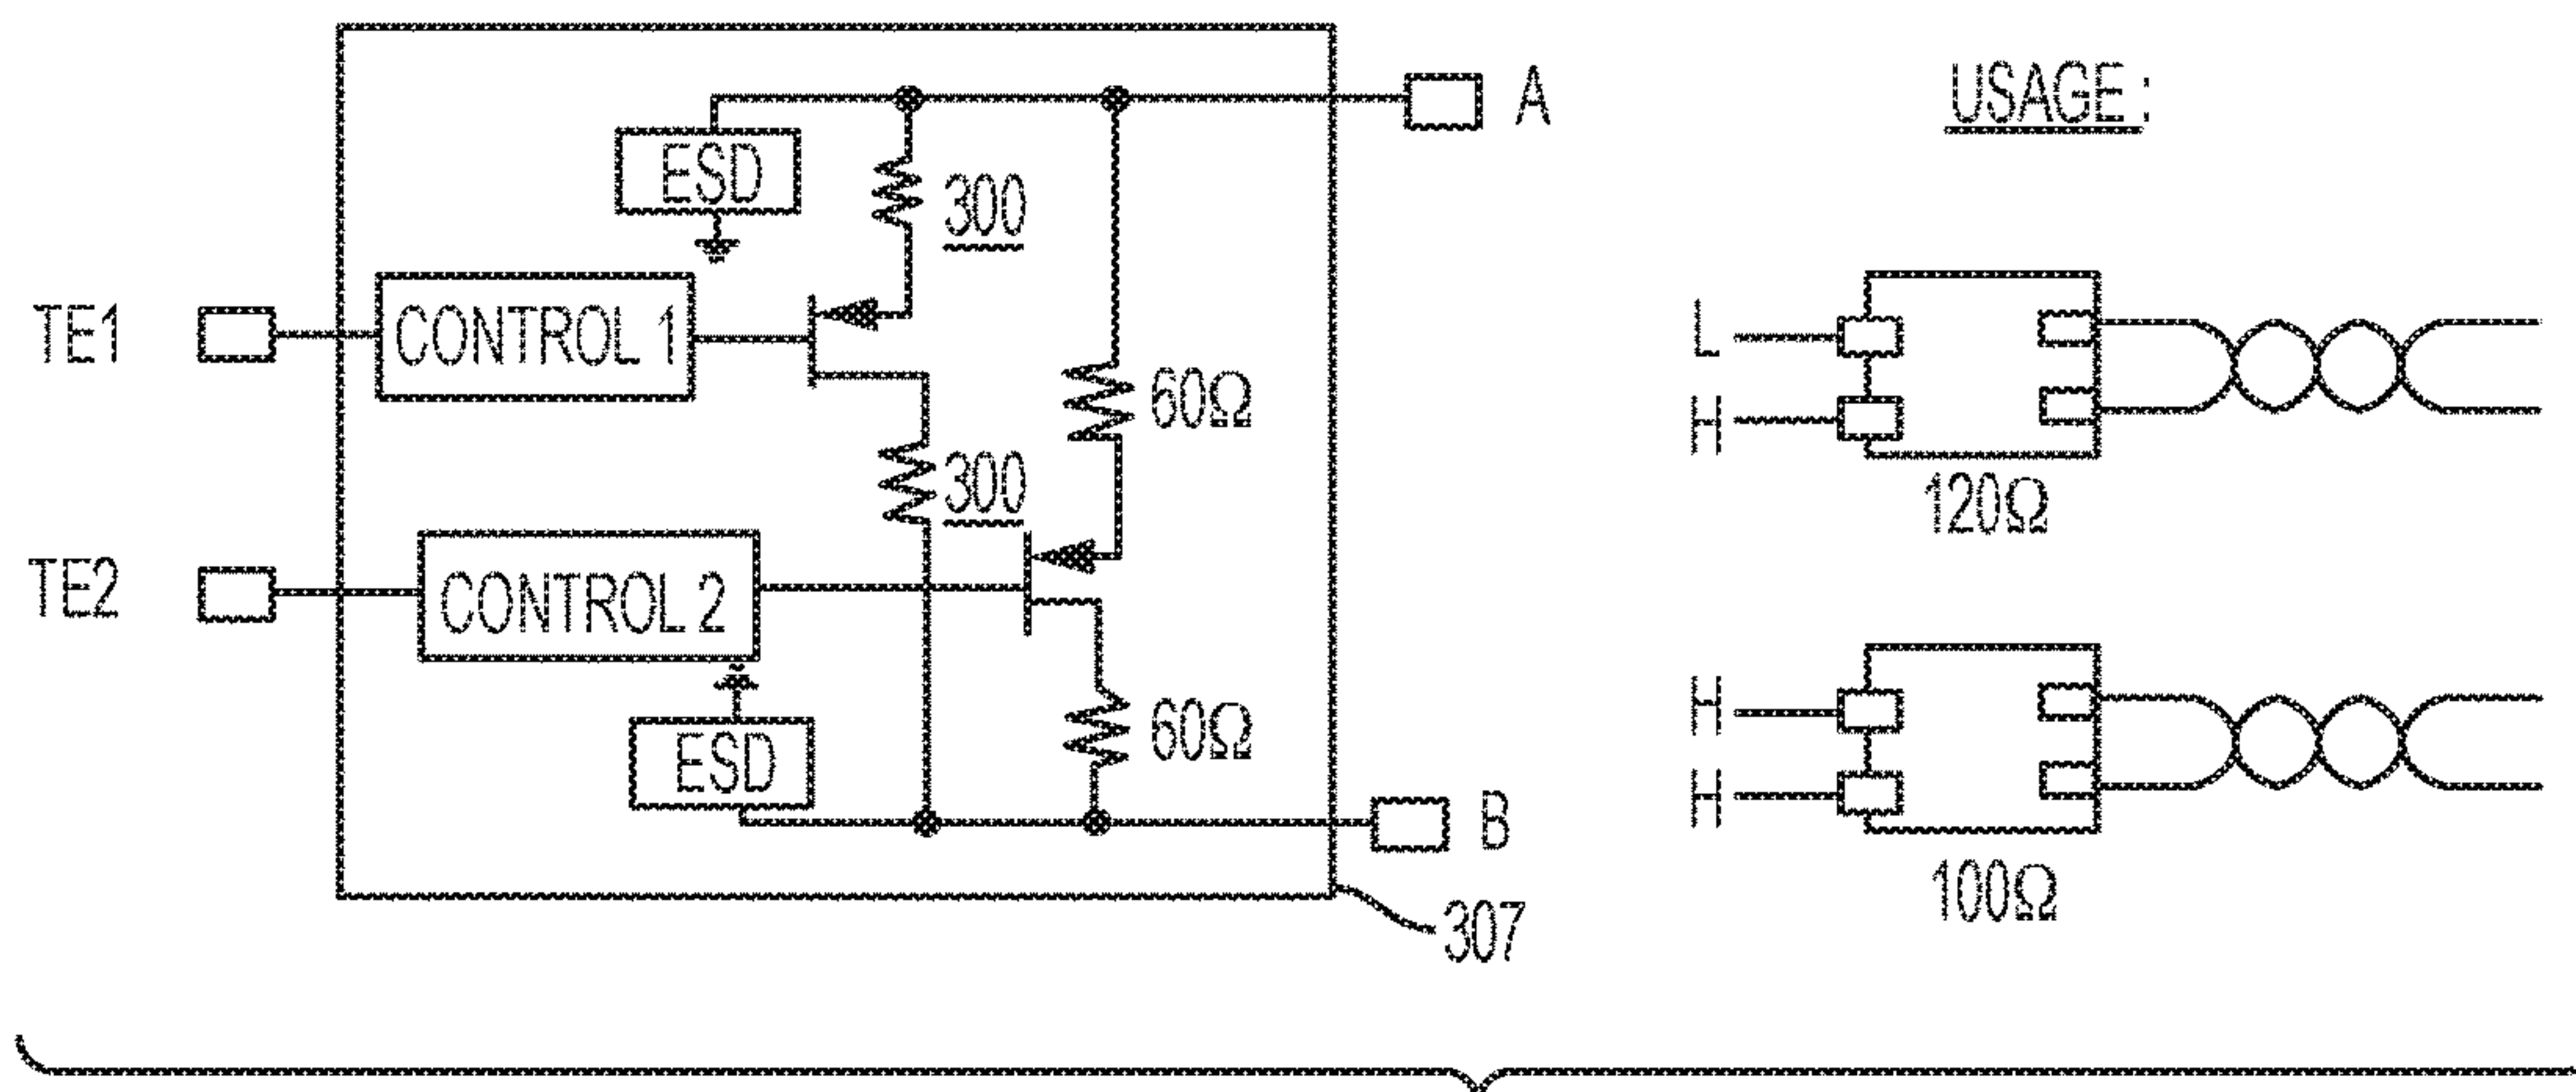 A
USAGE :
ESD
300
TE1
CONTROL 1
L
60Ω
H
300
120Ω
TE2
CONTROL 2
H
60Ω
ESD
H
B
100Ω
307